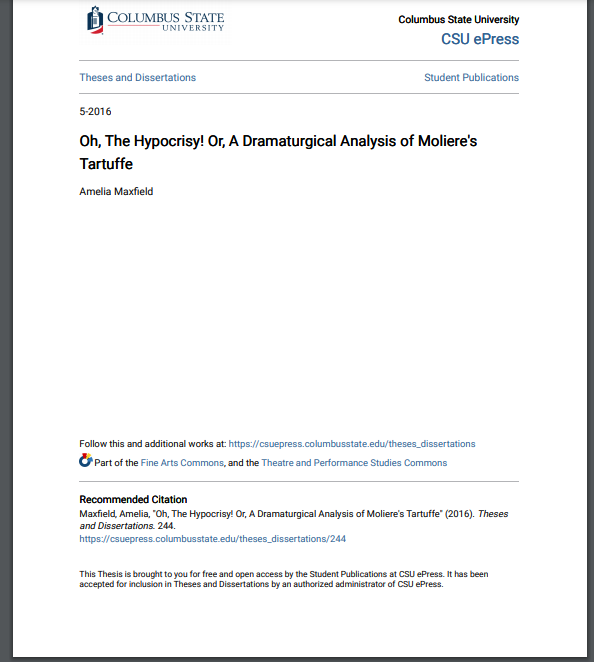 COLUMBUS STATE
UNIVERSITY
Columbus State University
CSU ePress
Theses and Dissertations
Student Publications
5-2016
Oh, The Hypocrisy! Or, A Dramaturgical Analysis of Moliere's
Tartuffe
Amelia Maxfield
Follow this and additional works at: https://csuepress.columbusstate.edu/theses_dissertations
Part of the Fine Arts Commons, and the Theatre and Performance Studies Commons
Recommended Citation
Maxfield, Amelia, "Oh, The Hypocrisy! Or, A Dramaturgical Analysis of Moliere's Tartuffe" (2016). Theses
and Dissertations. 244.
https://csuepress.columbusstate.edu/theses_dissertations/244
This Thesis is brought to you for free and open access by the Student Publications at CSU ePress. It has been
accepted for inclusion in Theses and Dissertations by an authorized administrator of CSU ePress.